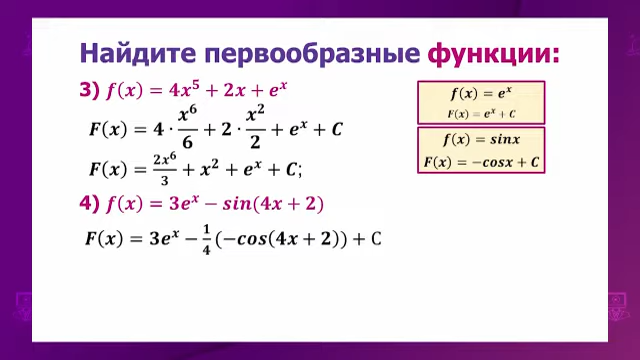 Найдите первообразные функции:
3) f(x) = 4x⁵ + 2x + eˣ
F(x) = 4 · x⁶/6 + 2 · x²/2 + eˣ + C
F(x) = 2x⁶/3 + x² + eˣ + C;
4) f(x) = 3eˣ − sin(4x + 2)
F(x) = 3eˣ − 1/4 (−cos(4x + 2)) + C
f(x) = eˣ
F(x) = eˣ + C
f(x) = sinx
F(x) = −cosx + C